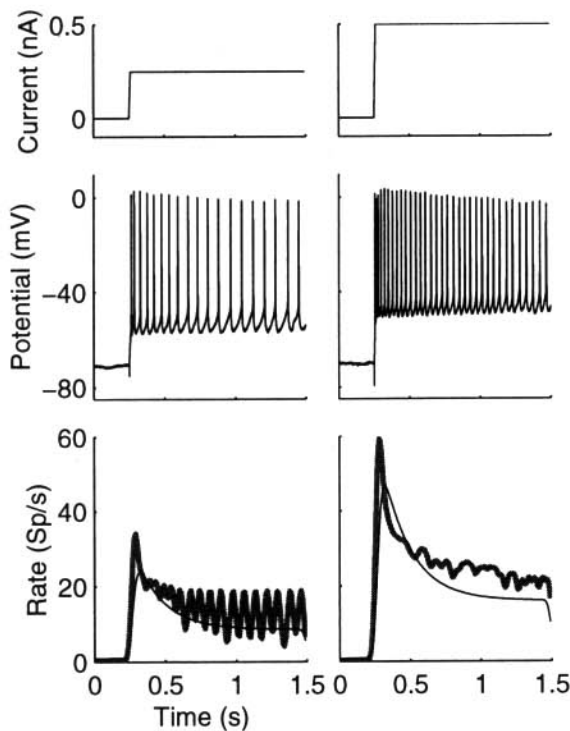 0.5
Current (nA)
0
0
Potential (mV)
−40
−80
60
40
Rate (Sp/s)
20
0
0 0.5 1 1.5 0 0.5 1 1.5
Time (s)